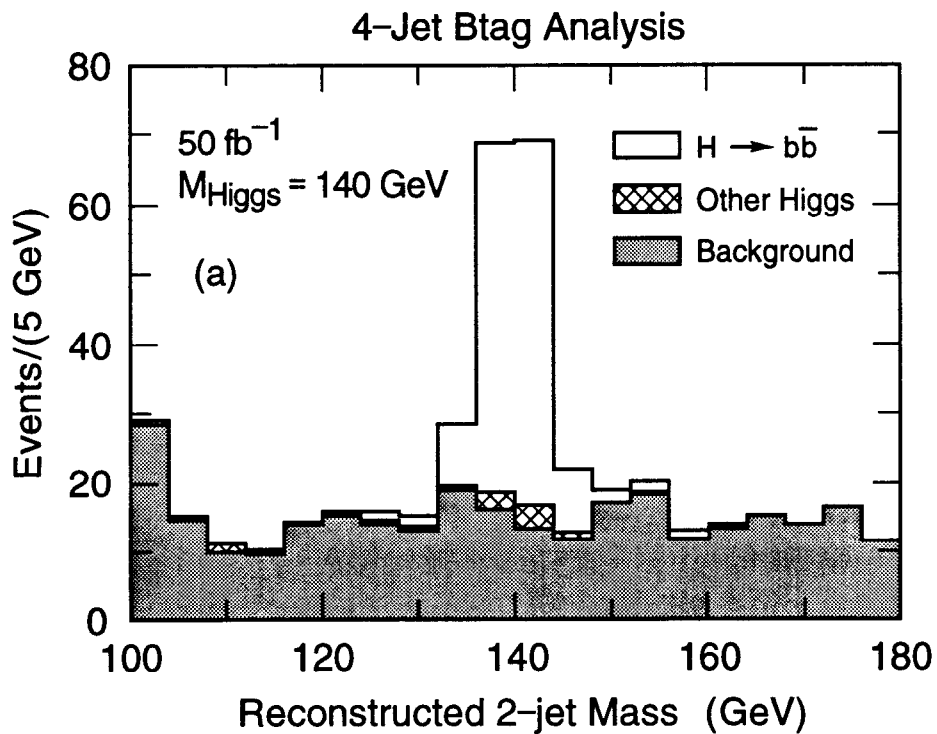 4–Jet Btag Analysis
80
60
40
20
0
Events/(5 GeV)
50 fb⁻¹
M_Higgs = 140 GeV
(a)
H → bb̅
Other Higgs
Background
100 120 140 160 180
Reconstructed 2–jet Mass (GeV)